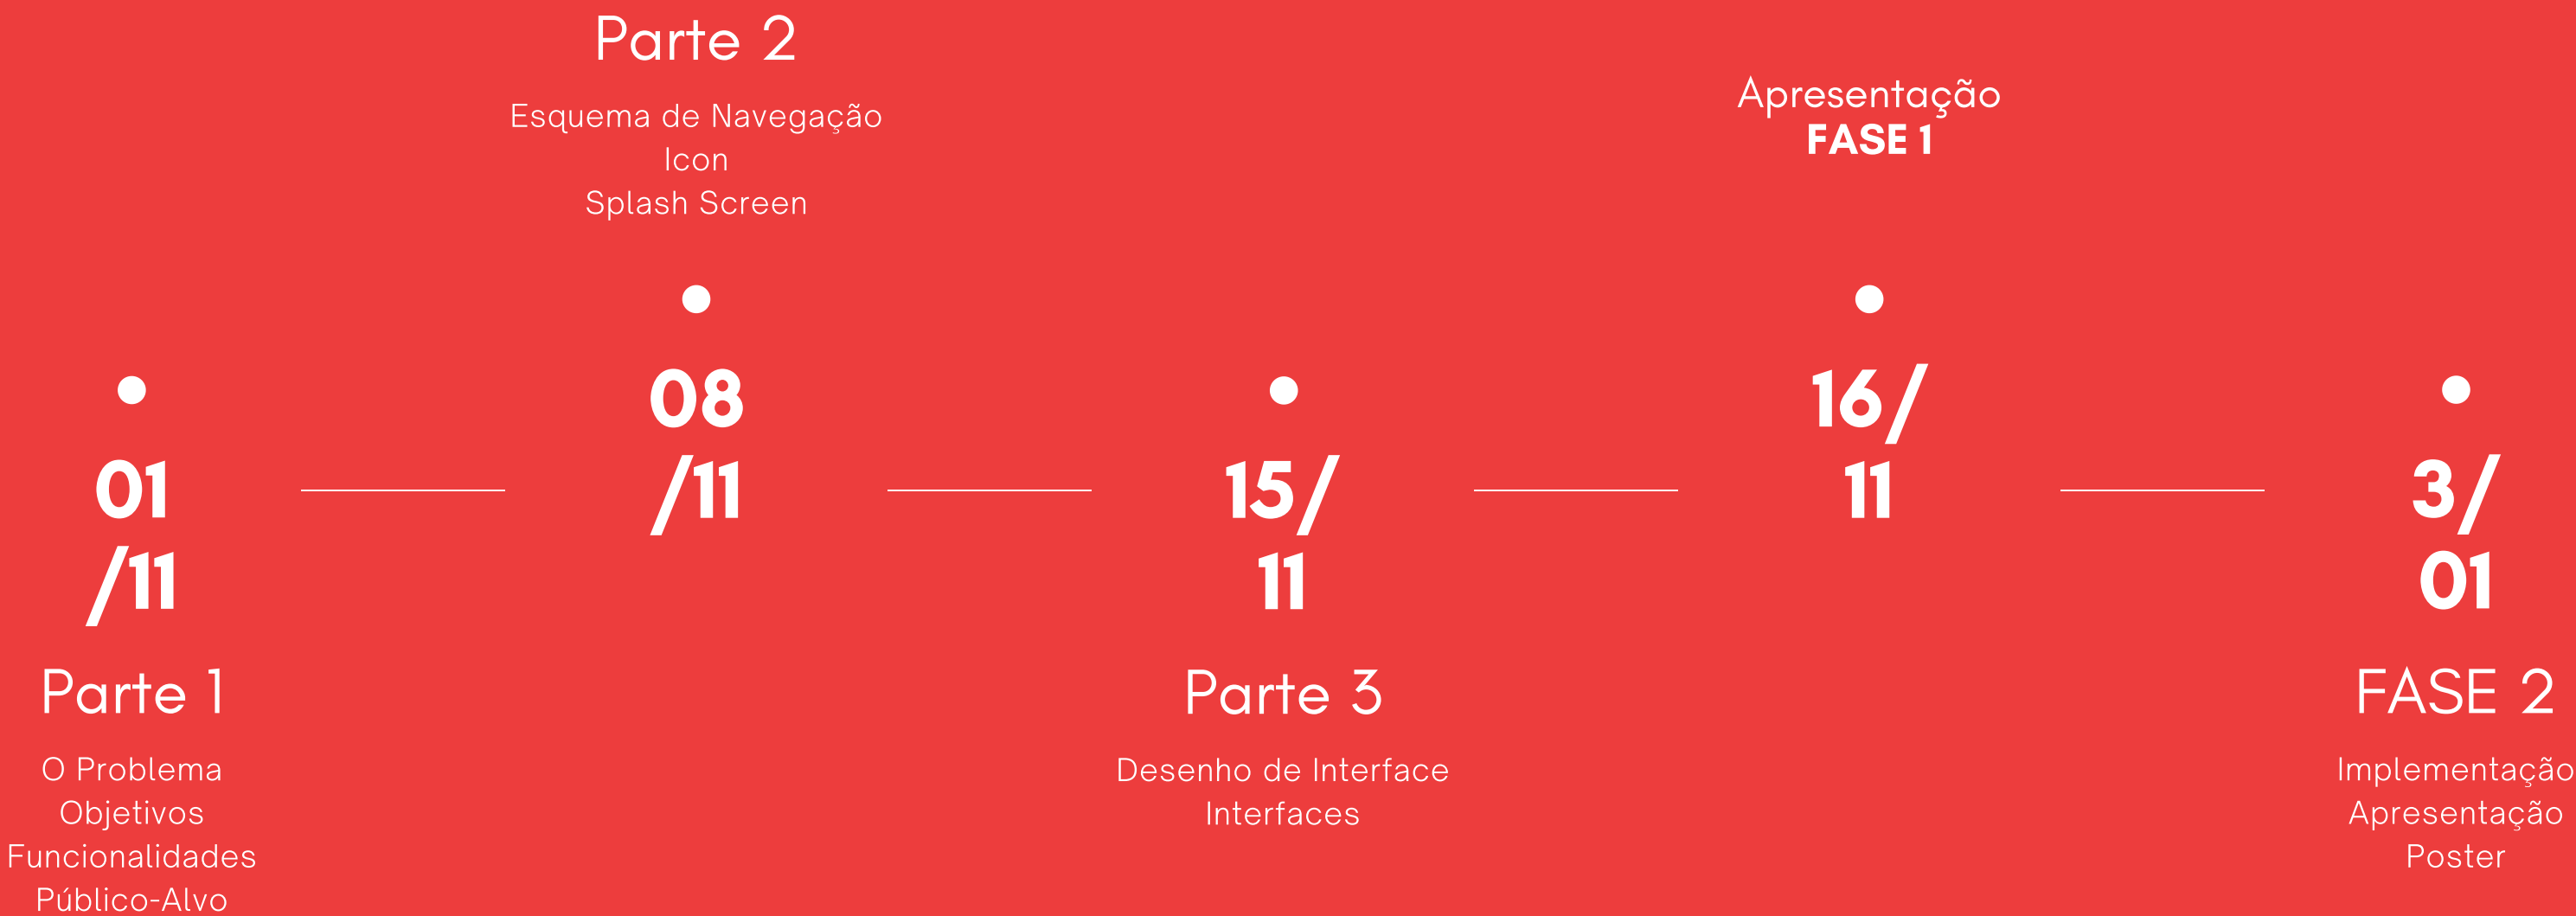 01
/11
Parte 1
O Problema
Objetivos
Funcionalidades
Público-Alvo
Parte 2
Esquema de Navegação
Icon
Splash Screen
08
/11
15/
11
Parte 3
Desenho de Interface
Interfaces
Apresentação
FASE 1
16/
11
3/
01
FASE 2
Implementação
Apresentação
Poster